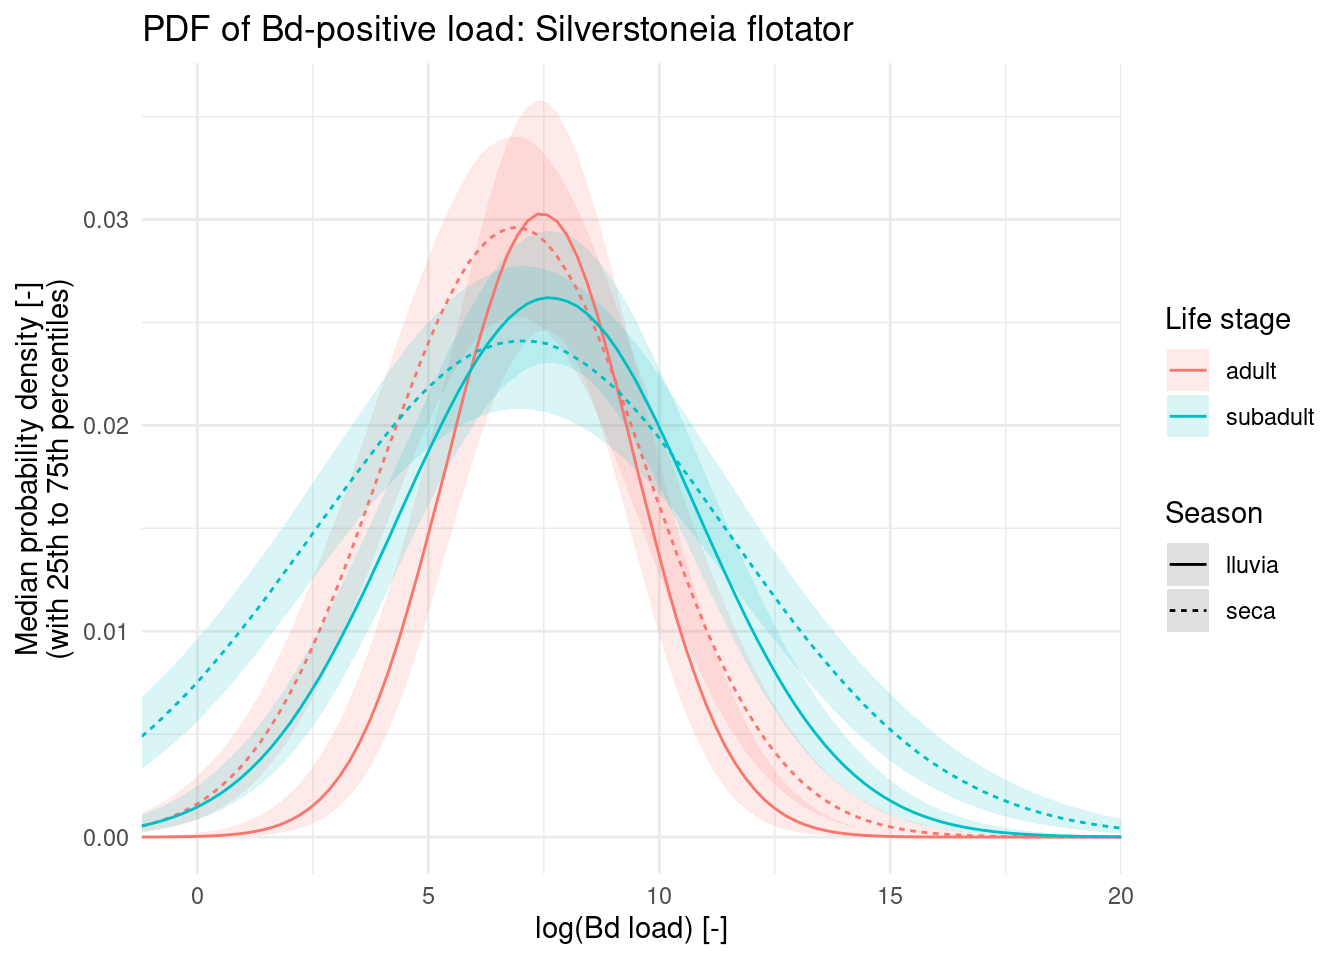 PDF of Bd-positive load: Silverstoneia flotator
Median probability density [-]
(with 25th to 75th percentiles)
0.03
0.02
0.01
0.00
0
5
10
15
20
log(Bd load) [-]
Life stage
adult
subadult
Season
lluvia
seca